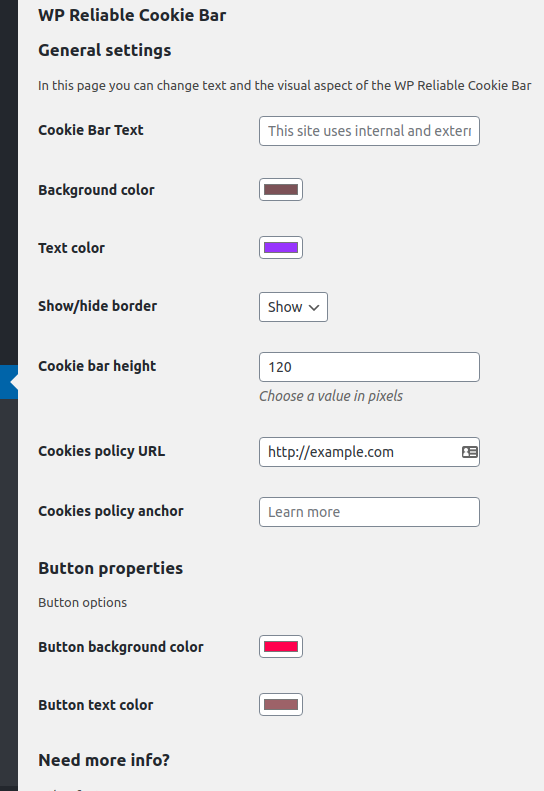 WP Reliable Cookie Bar
General settings
In this page you can change text and the visual aspect of the WP Reliable Cookie Bar
Cookie Bar Text
This site uses internal and extern
Background color
Text color
Show/hide border
Show
Cookie bar height
120
Choose a value in pixels
Cookies policy URL
http://example.com
Cookies policy anchor
Learn more
Button properties
Button options
Button background color
Button text color
Need more info?